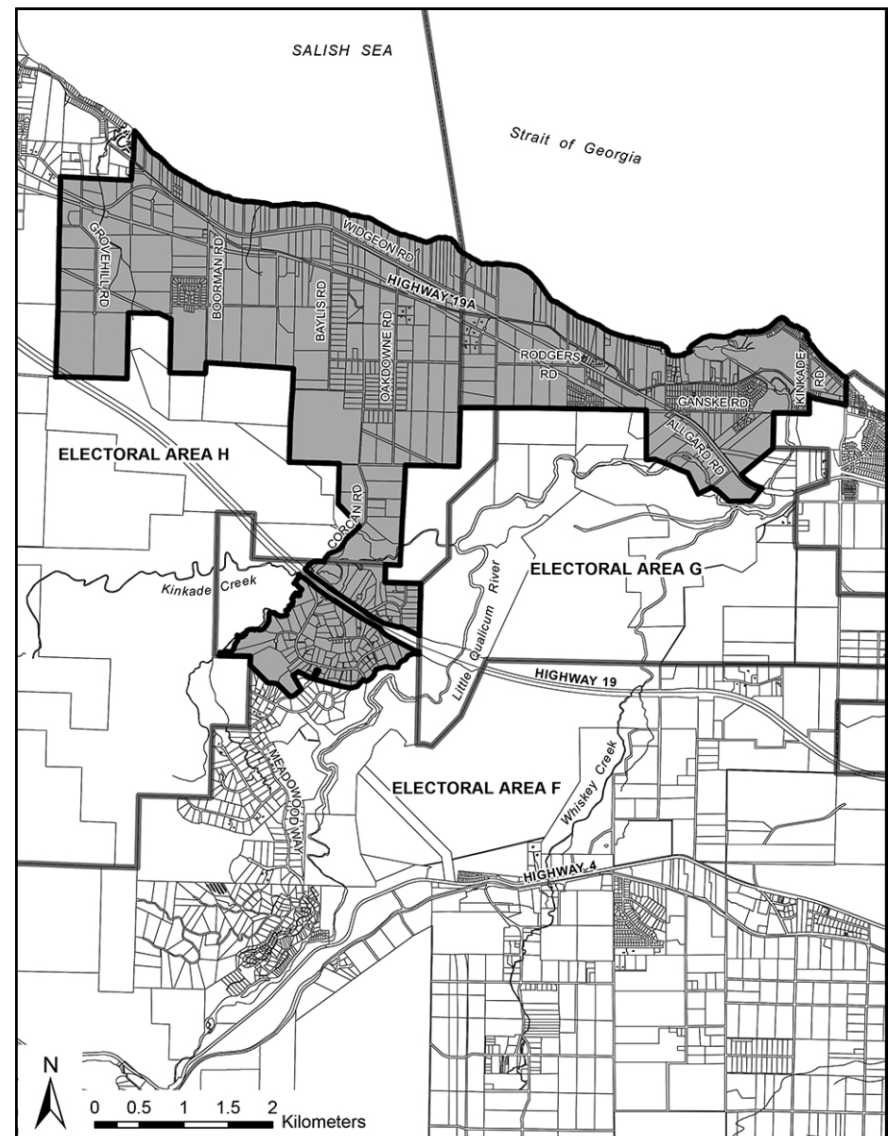 SALISH SEA
Strait of Georgia
WIDGEON RD
GROVEHILL RD
BOORMAN RD
HIGHWAY 19A
BAYLIS RD
OAKDOWNE RD
RODGERS
RD
KINKADE
RD
GANSKE RD
ALLGARD RD
ELECTORAL AREA H
CORCAN RD
Kinkade Creek
ELECTORAL AREA G
Little Qualicum River
HIGHWAY 19
MEADOWOOD WAY
ELECTORAL AREA F
Whiskey Creek
HIGHWAY 4
N
0 0.5 1 1.5 2
Kilometers